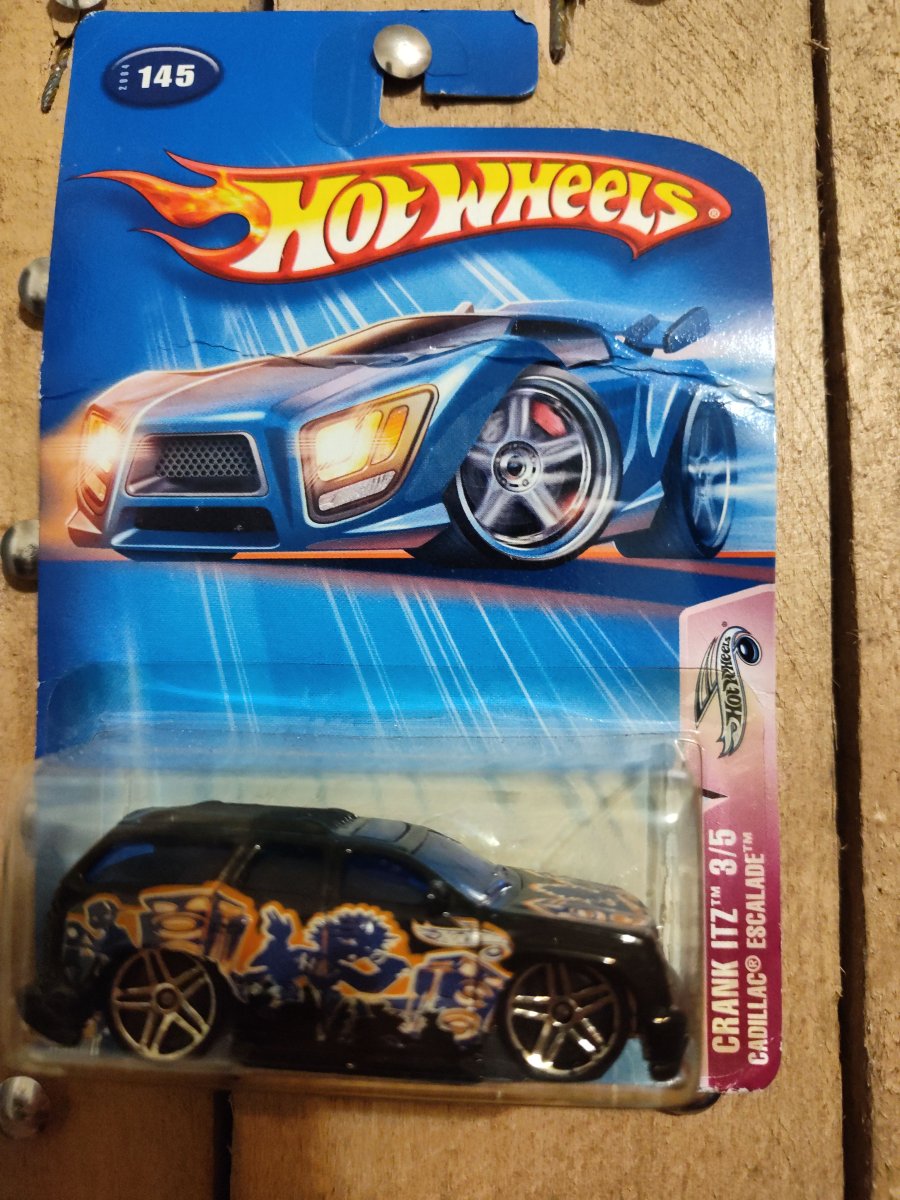 2004 145
HOT WHEELS®
HOT WHEELS®
CRANK ITZ™ 3/5
CADILLAC® ESCALADE™